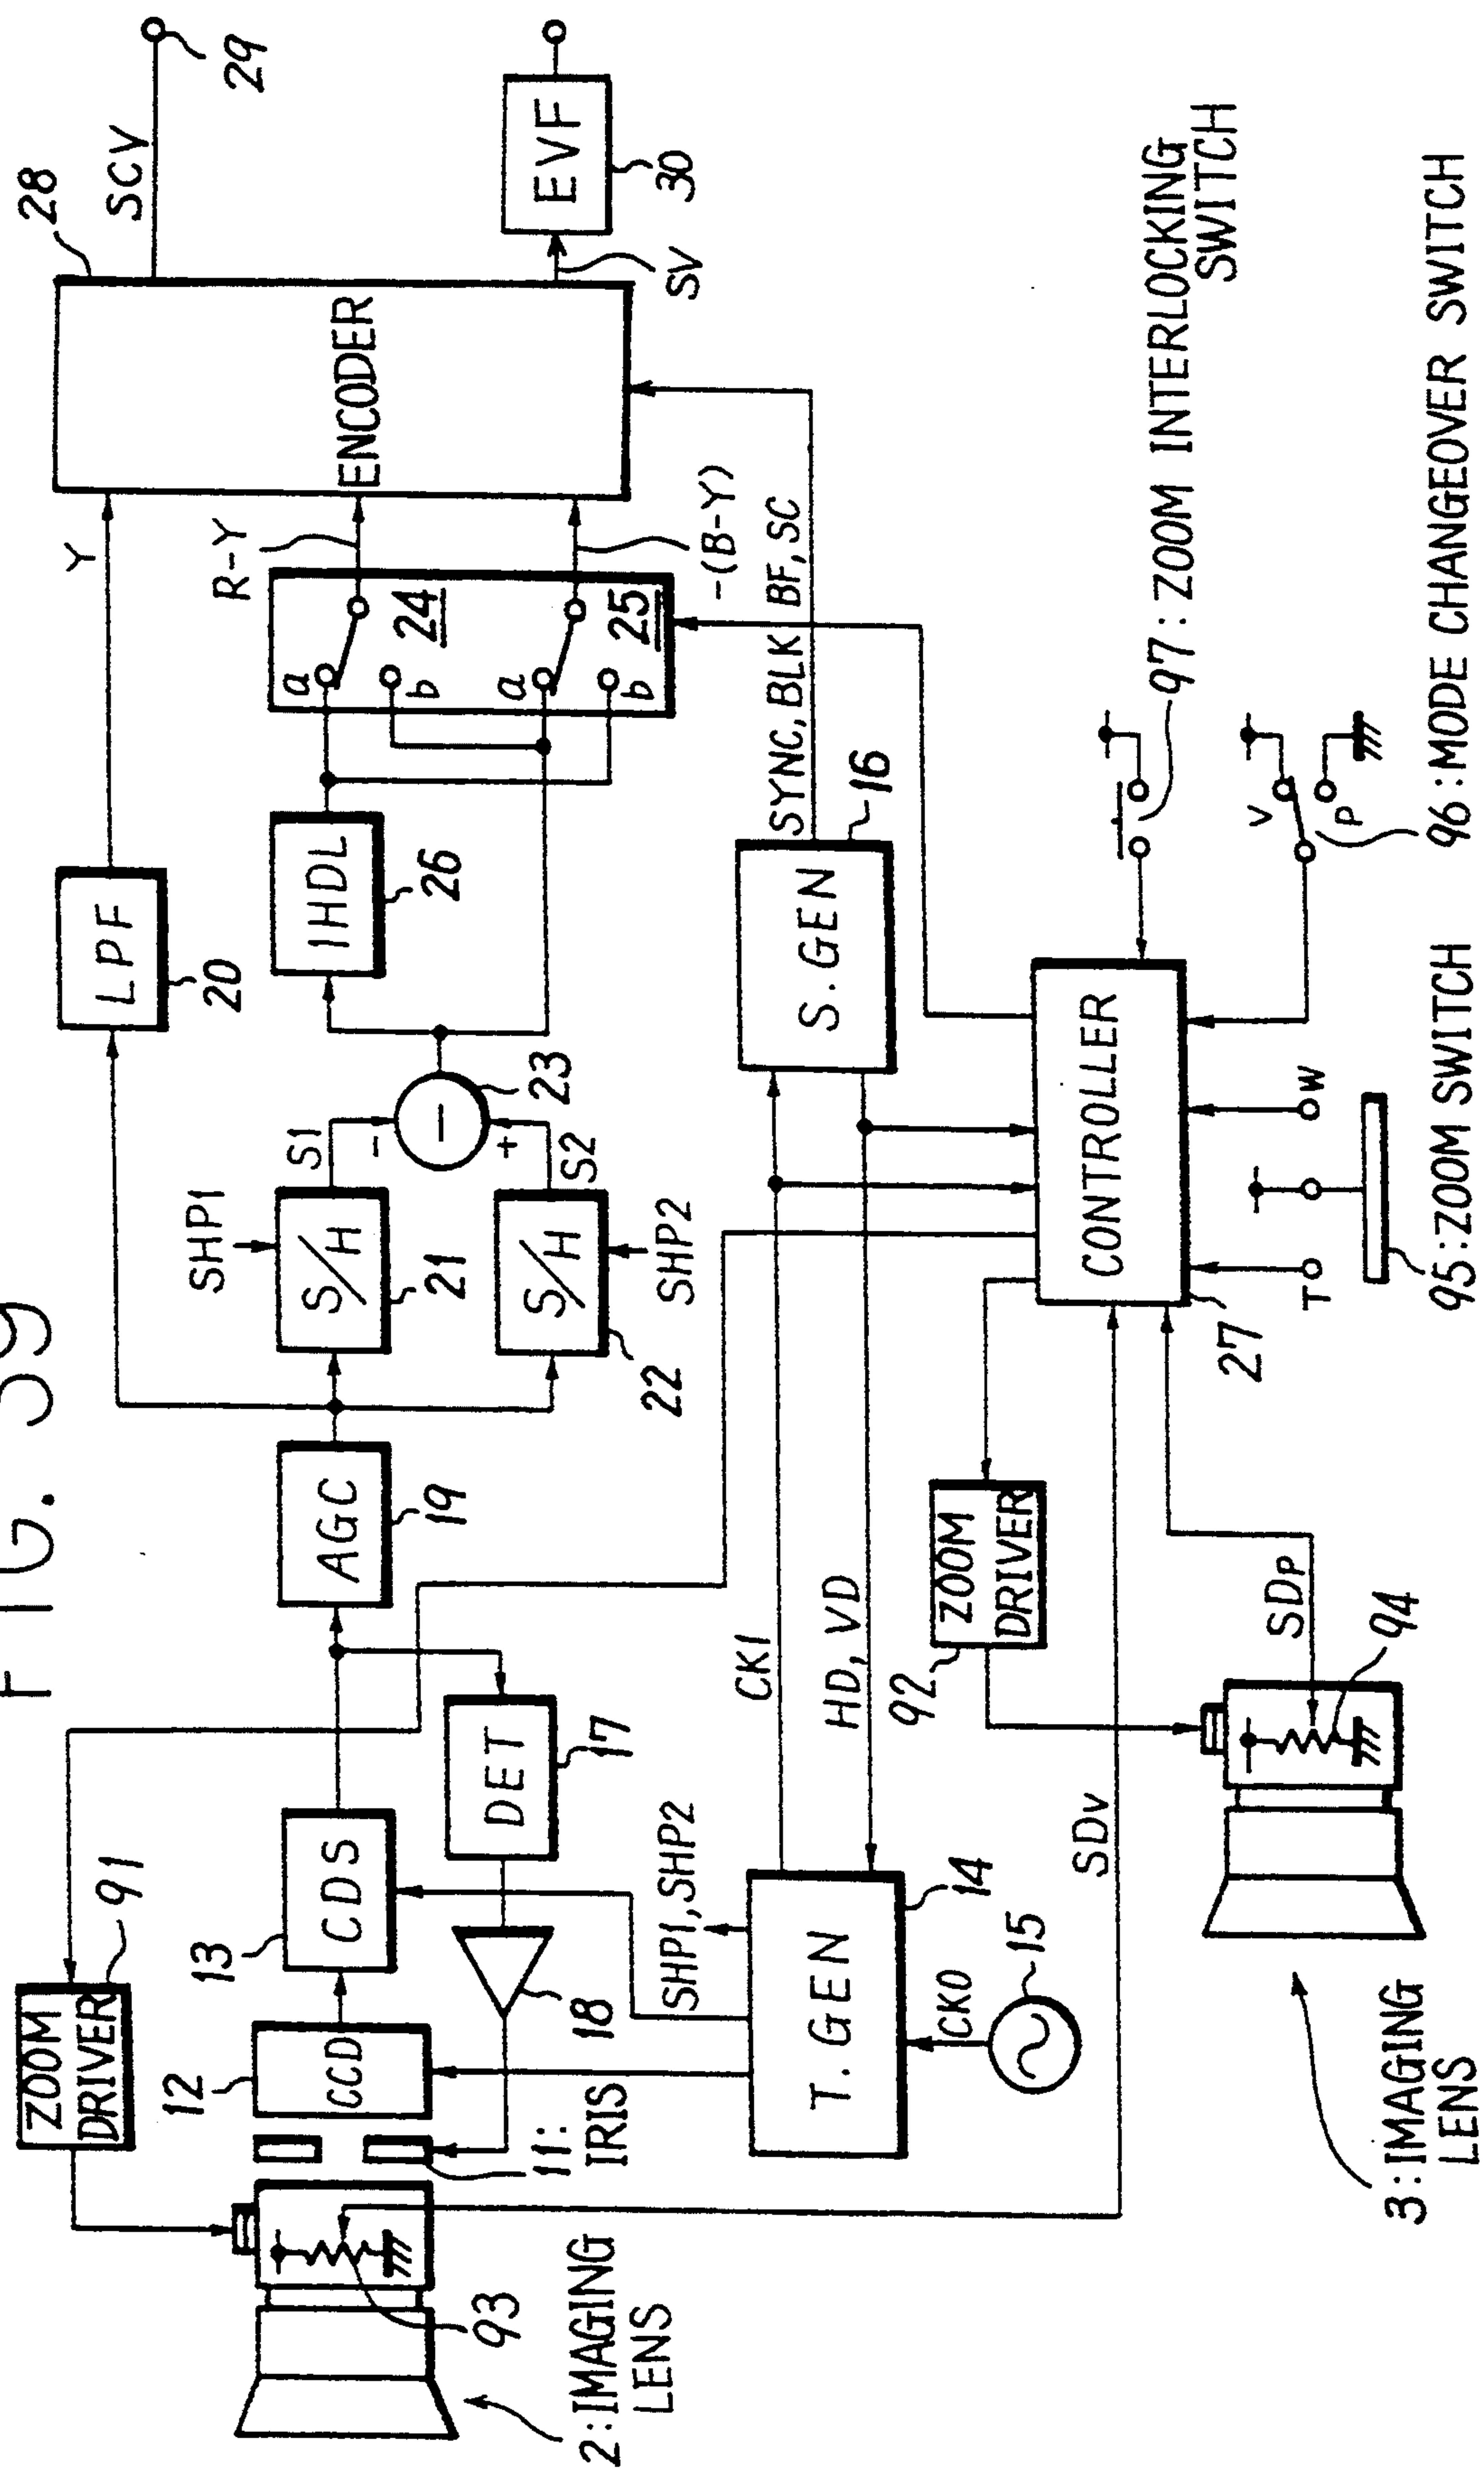 FIG. 39
ZOOM
DRIVER
91
2:IMAGING
LENS
93
11:
IRIS
12
CCD
13
CDS
18
DET
17
AGC
19
LPF
20
SHP1
S/H
21
S1
-
S/H
22
SHP2
S2
+
−
23
1HDL
26
a
b
24
a
b
25
Y
R-Y
-(B-Y)
ENCODER
28
SCV
29
SV
EVF
30
SHP1,SHP2
T.GEN
14
CK0
15
CK1
HD,VD
S.GEN
16
SYNC,BLK BF,SC
ZOOM
DRIVER
92
SDV
SDP
94
3:IMAGING
LENS
CONTROLLER
27
T
W
95:ZOOM SWITCH
V
P
96:MODE CHANGEOVER SWITCH
97:ZOOM INTERLOCKING
SWITCH